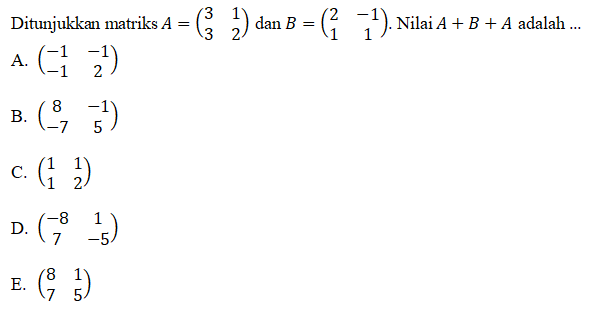 Ditunjukkan matriks A = (3 1
3 2) dan B = (2 −1
1 1). Nilai A + B + A adalah ...
A. (−1 −1
−1 2)
B. (8 −1
−7 5)
C. (1 1
1 2)
D. (−8 1
7 −5)
E. (8 1
7 5)